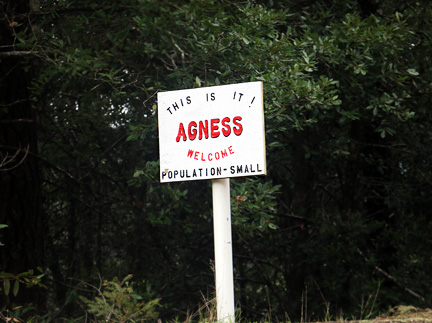 THIS IS IT!
AGNESS
WELCOME
POPULATION-SMALL